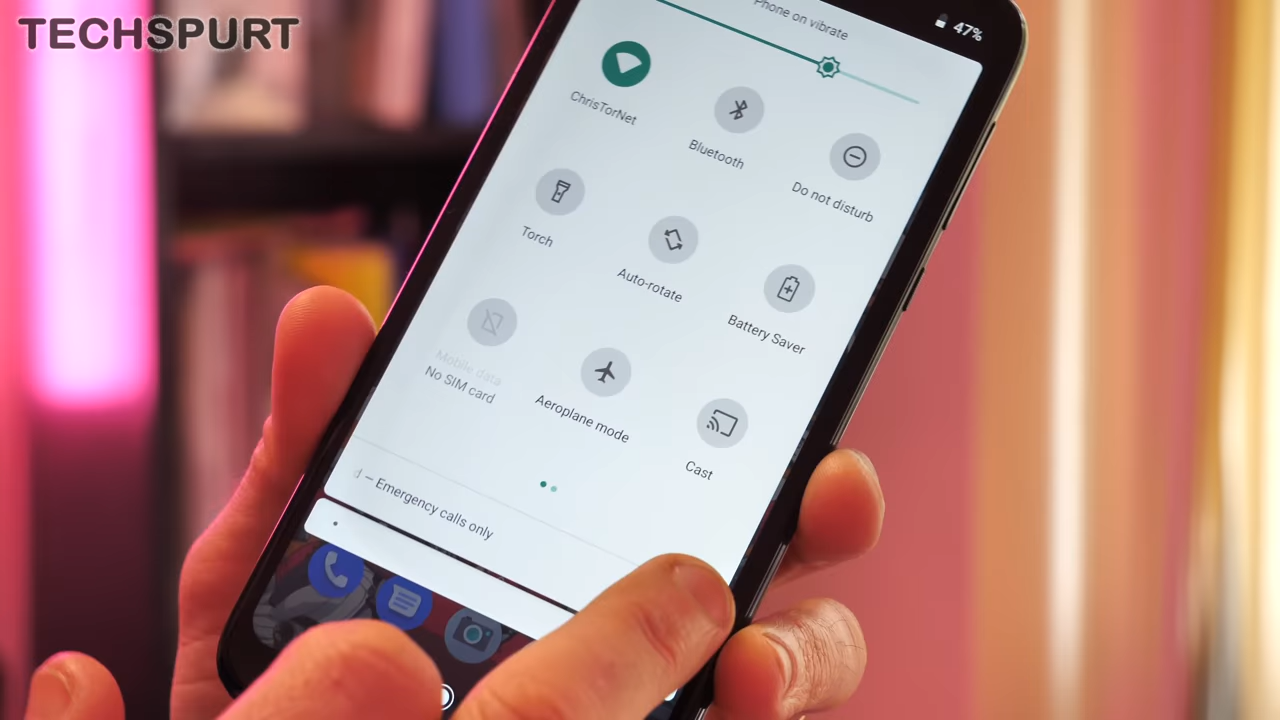 TECHSPURT
47%
Phone on vibrate
ChrisTorNet
Bluetooth
Do not disturb
Torch
Auto-rotate
Battery Saver
Mobile data
No SIM card
Aeroplane mode
Cast
– Emergency calls only